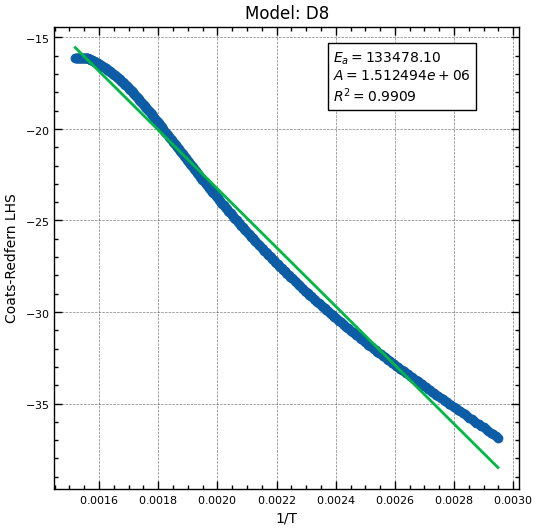 Model: D8
Coats-Redfern LHS
−15
−20
−25
−30
−35
E_a = 133478.10
A = 1.512494e + 06
R² = 0.9909
0.0016 0.0018 0.0020 0.0022 0.0024 0.0026 0.0028 0.0030
1/T